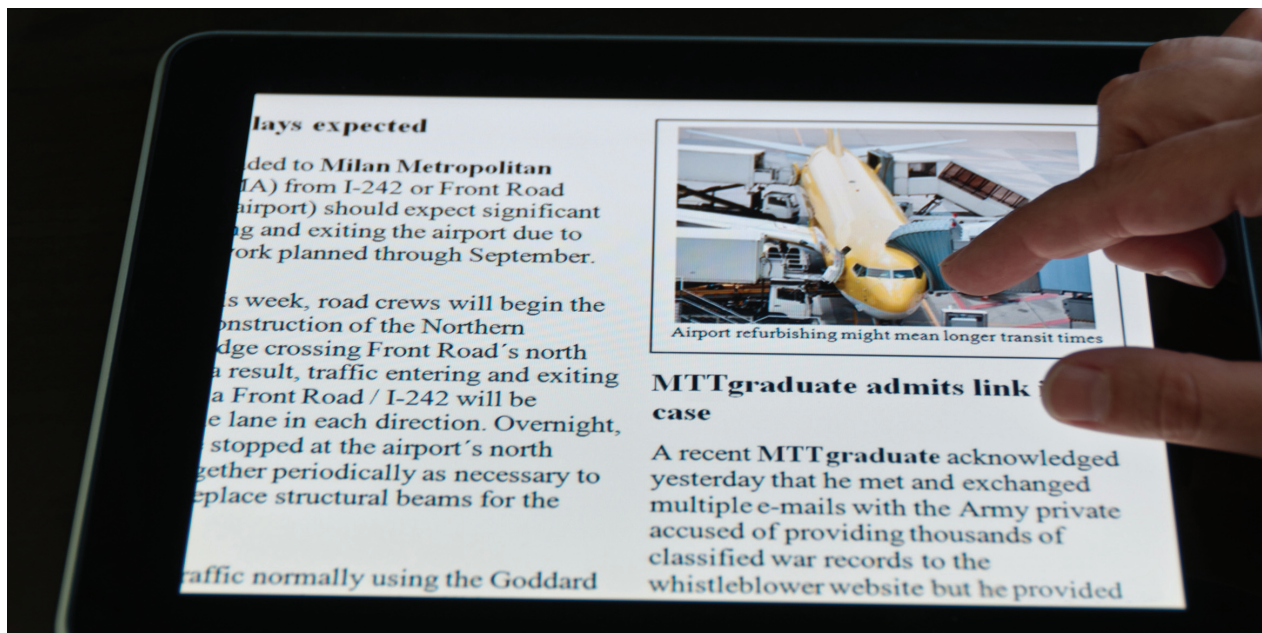 lays expected
ded to Milan Metropolitan
IA) from I-242 or Front Road
airport) should expect significant
ng and exiting the airport due to
ork planned through September.
is week, road crews will begin the
onstruction of the Northern
dge crossing Front Road´s north
a result, traffic entering and exiting
a Front Road / I-242 will be
e lane in each direction. Overnight,
stopped at the airport´s north
gether periodically as necessary to
eplace structural beams for the
raffic normally using the Goddard
Airport refurbishing might mean longer transit times
MTTgraduate admits link
case
A recent MTTgraduate acknowledged
yesterday that he met and exchanged
multiple e-mails with the Army private
accused of providing thousands of
classified war records to the
whistleblower website but he provided